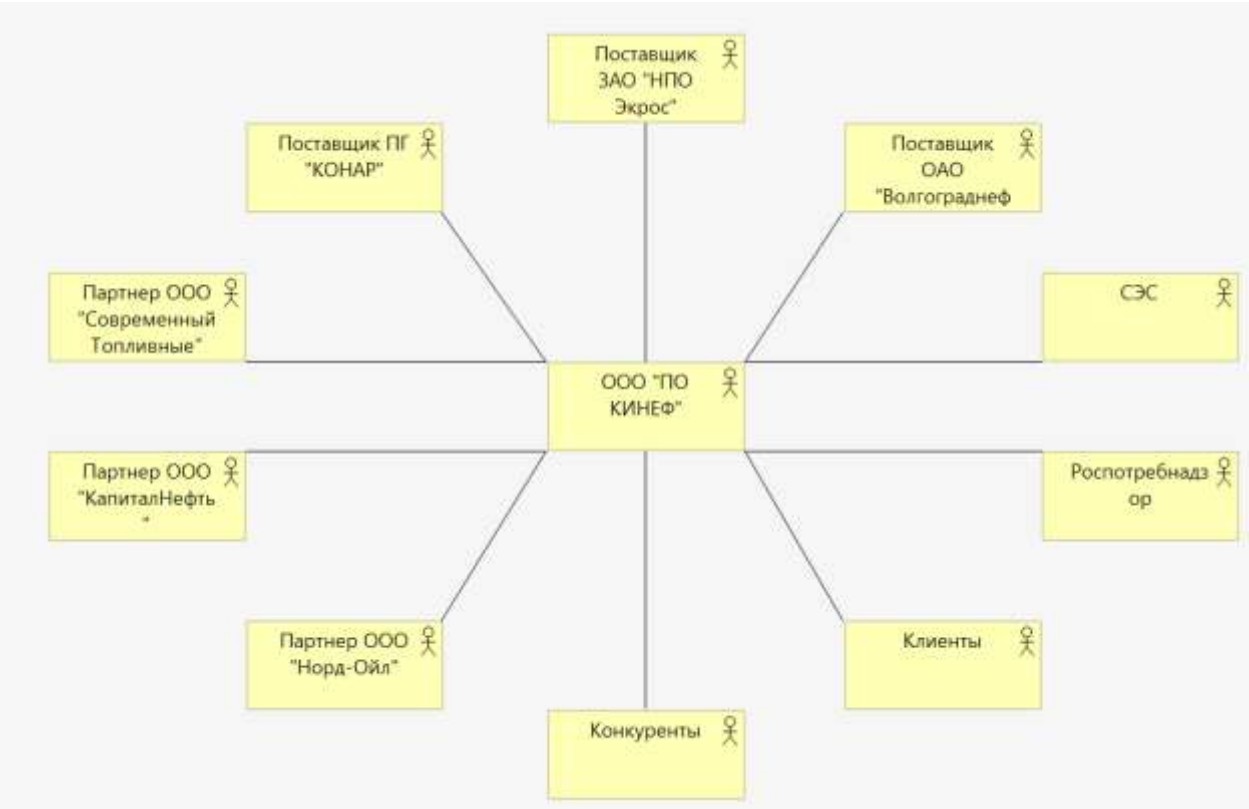 Поставщик
ЗАО "НПО
Экрос"
Поставщик ПГ
"КОНАР"
Поставщик
ОАО
"Волгограднеф
Партнер ООО
"Современный
Топливные"
СЭС
ООО "ПО
КИНЕФ"
Партнер ООО
"КапиталНефть
"
Роспотребнадз
ор
Партнер ООО
"Норд-Ойл"
Клиенты
Конкуренты